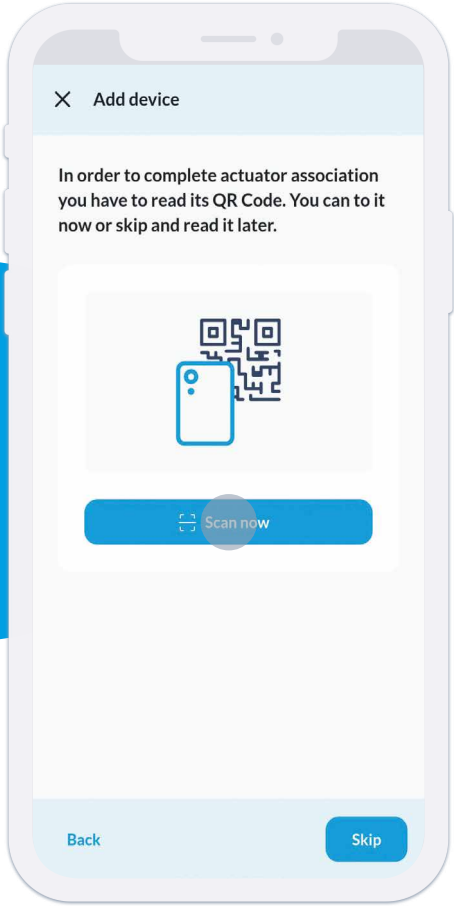 Add device
In order to complete actuator association
you have to read its QR Code. You can to it
now or skip and read it later.
Scan now
Back
Skip